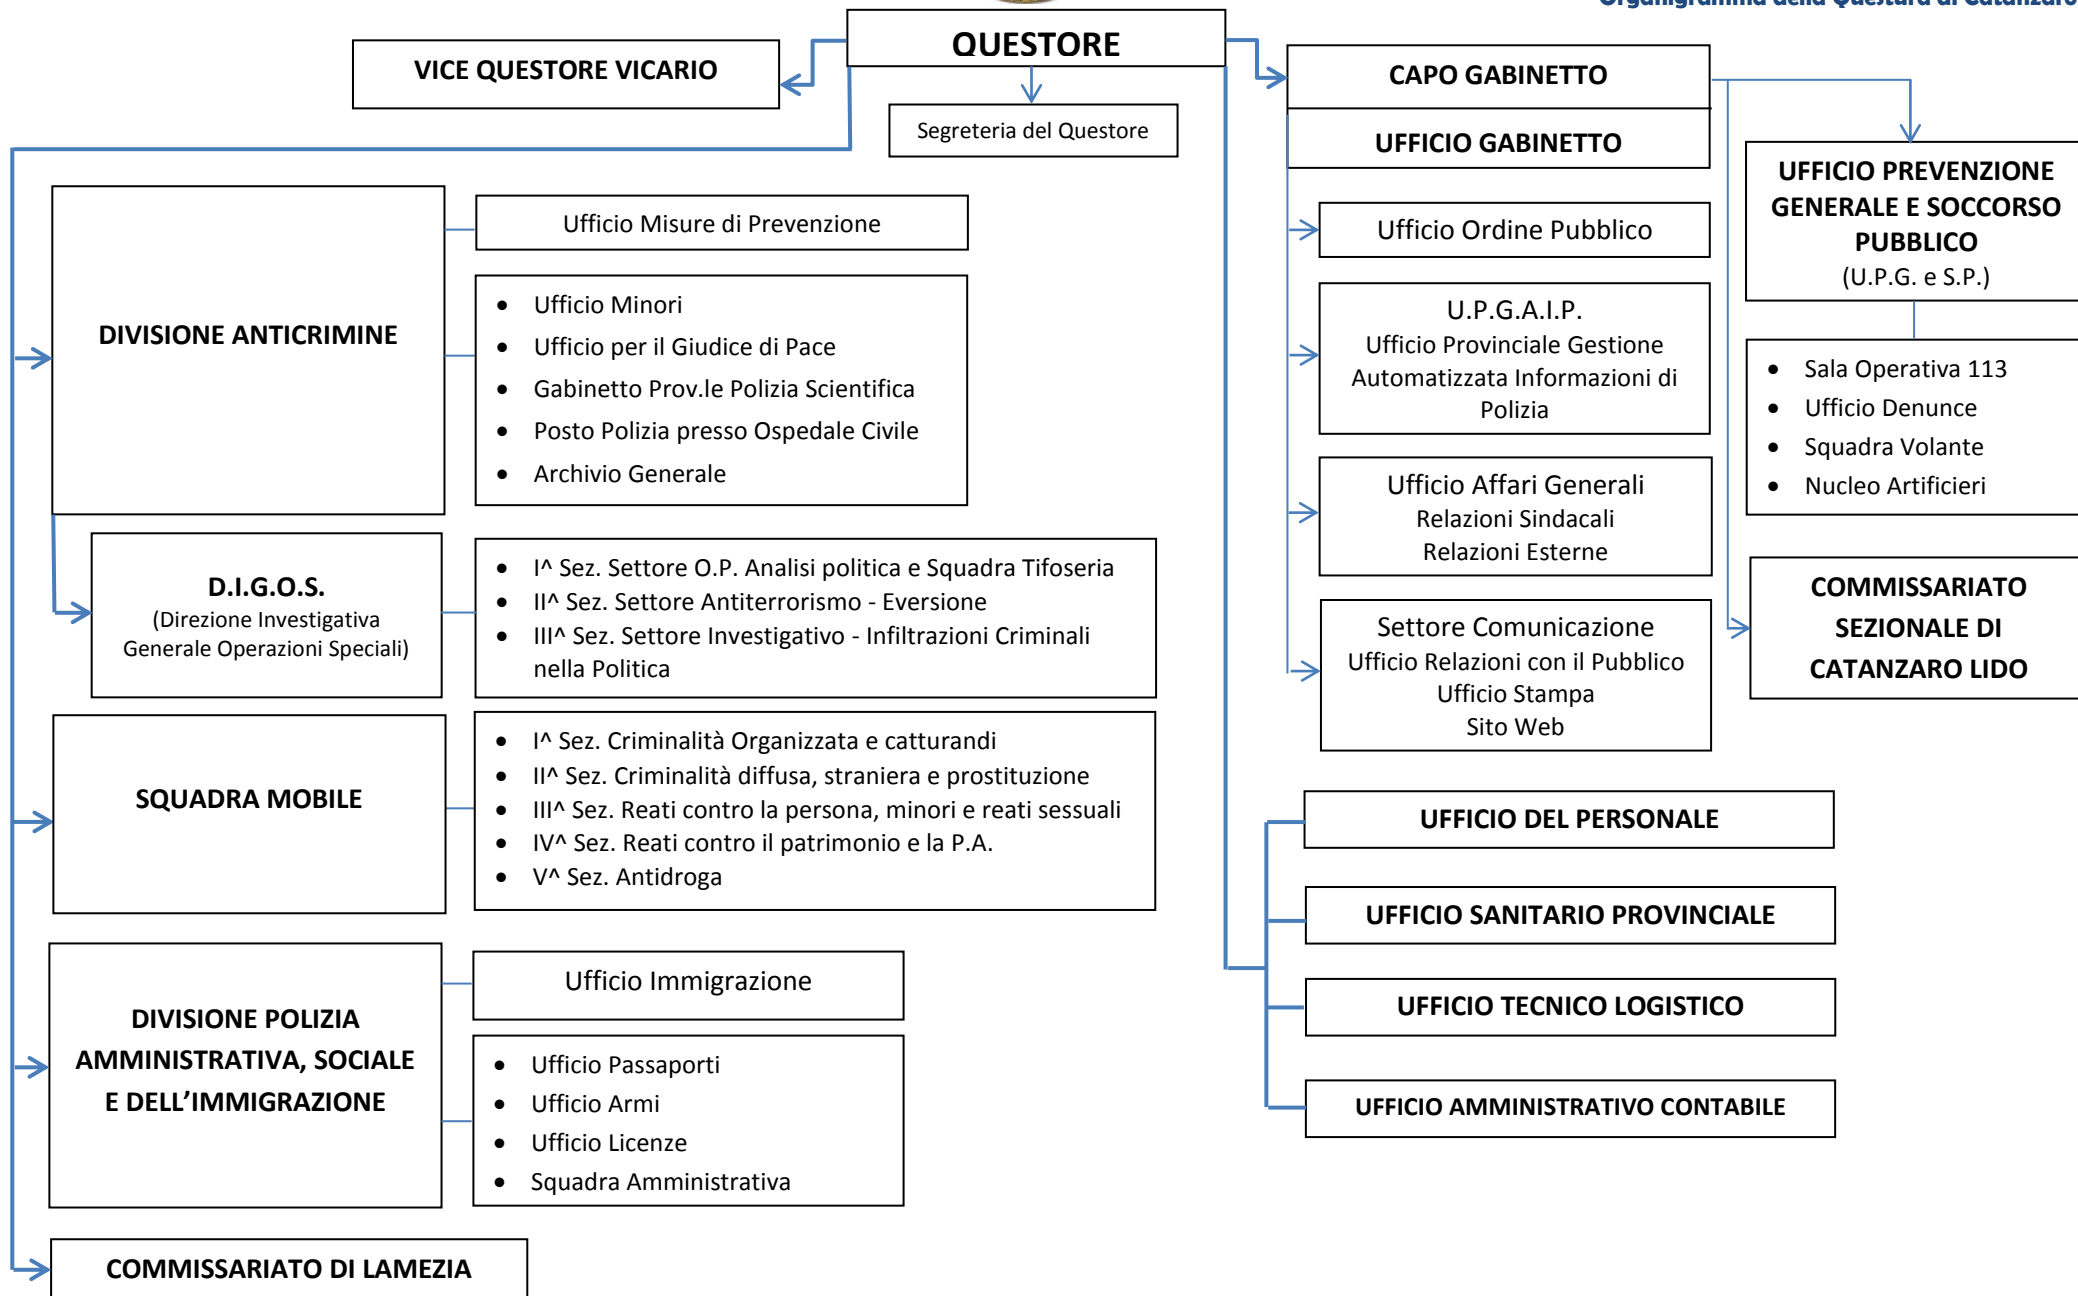 Organigramma della Questura di Catanzaro
QUESTORE
VICE QUESTORE VICARIO
Segreteria del Questore
CAPO GABINETTO
UFFICIO GABINETTO
UFFICIO PREVENZIONE
GENERALE E SOCCORSO
PUBBLICO
(U.P.G. e S.P.)
• Sala Operativa 113
• Ufficio Denunce
• Squadra Volante
• Nucleo Artificieri
COMMISSARIATO
SEZIONALE DI
CATANZARO LIDO
Ufficio Ordine Pubblico
U.P.G.A.I.P.
Ufficio Provinciale Gestione
Automatizzata Informazioni di
Polizia
Ufficio Affari Generali
Relazioni Sindacali
Relazioni Esterne
Settore Comunicazione
Ufficio Relazioni con il Pubblico
Ufficio Stampa
Sito Web
DIVISIONE ANTICRIMINE
Ufficio Misure di Prevenzione
• Ufficio Minori
• Ufficio per il Giudice di Pace
• Gabinetto Prov.le Polizia Scientifica
• Posto Polizia presso Ospedale Civile
• Archivio Generale
D.I.G.O.S.
(Direzione Investigativa
Generale Operazioni Speciali)
• I^ Sez. Settore O.P. Analisi politica e Squadra Tifoseria
• II^ Sez. Settore Antiterrorismo - Eversione
• III^ Sez. Settore Investigativo - Infiltrazioni Criminali
nella Politica
SQUADRA MOBILE
• I^ Sez. Criminalità Organizzata e catturandi
• II^ Sez. Criminalità diffusa, straniera e prostituzione
• III^ Sez. Reati contro la persona, minori e reati sessuali
• IV^ Sez. Reati contro il patrimonio e la P.A.
• V^ Sez. Antidroga
DIVISIONE POLIZIA
AMMINISTRATIVA, SOCIALE
E DELL’IMMIGRAZIONE
Ufficio Immigrazione
• Ufficio Passaporti
• Ufficio Armi
• Ufficio Licenze
• Squadra Amministrativa
COMMISSARIATO DI LAMEZIA
UFFICIO DEL PERSONALE
UFFICIO SANITARIO PROVINCIALE
UFFICIO TECNICO LOGISTICO
UFFICIO AMMINISTRATIVO CONTABILE